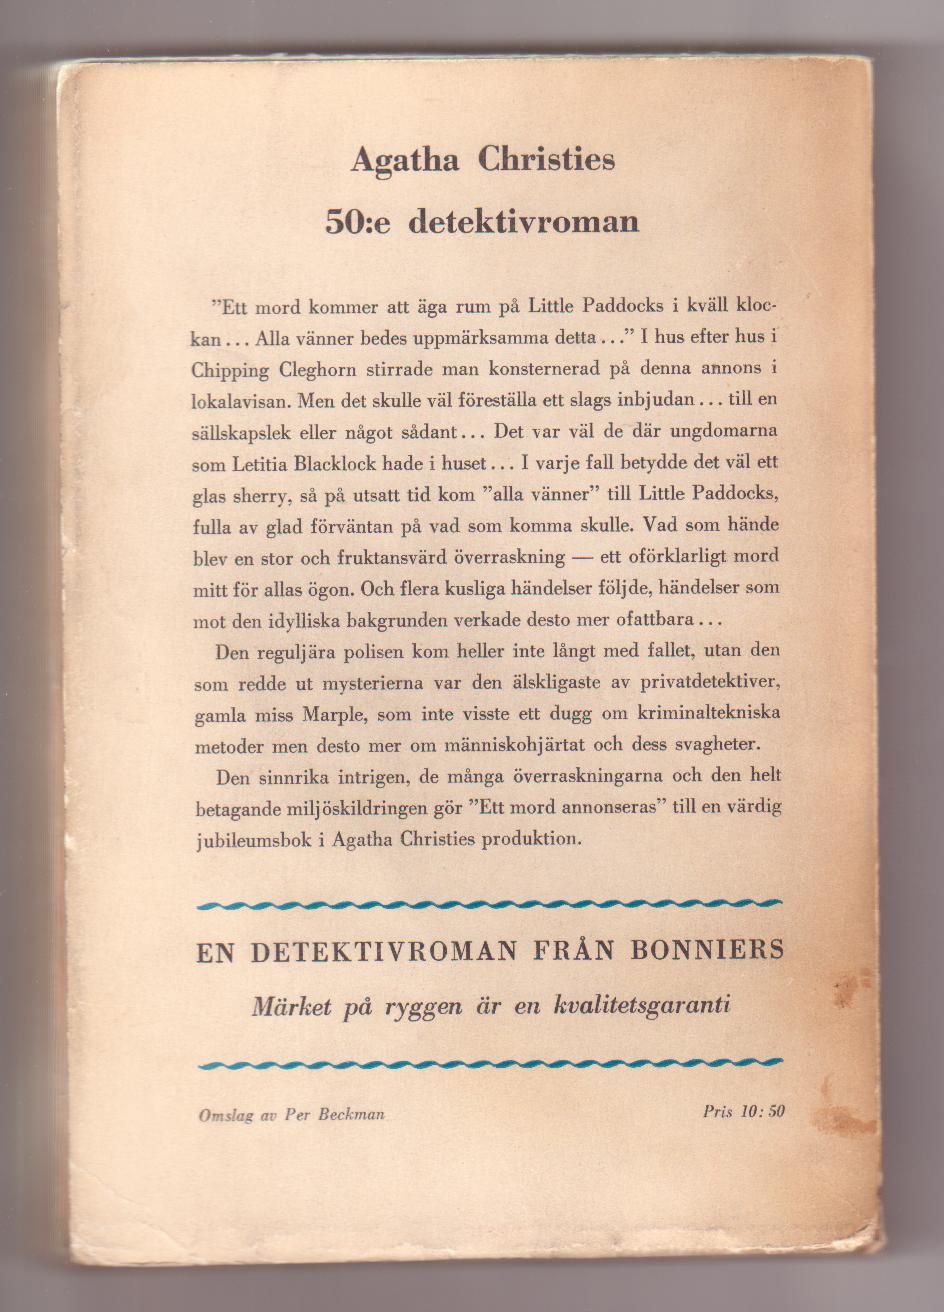 Agatha Christies
50:e detektivroman
”Ett mord kommer att äga rum på Little Paddocks i kväll kloc-
kan... Alla vänner bedes uppmärksamma detta...” I hus efter hus i
Chipping Cleghorn stirrade man konsternerad på denna annons i
lokalavisan. Men det skulle väl föreställa ett slags inbjudan... till en
sällskapslek eller något sådant... Det var väl de där ungdomarna
som Letitia Blacklock hade i huset... I varje fall betydde det väl ett
glas sherry, så på utsatt tid kom ”alla vänner” till Little Paddocks,
fulla av glad förväntan på vad som komma skulle. Vad som hände
blev en stor och fruktansvärd överraskning — ett oförklarligt mord
mitt för allas ögon. Och flera kusliga händelser följde, händelser som
mot den idylliska bakgrunden verkade desto mer ofattbara...
Den reguljära polisen kom heller inte långt med fallet, utan den
som redde ut mysterierna var den älskligaste av privatdetektiver,
gamla miss Marple, som inte visste ett dugg om kriminaltekniska
metoder men desto mer om människohjärtat och dess svagheter.
Den sinnrika intrigen, de många överraskningarna och den helt
betagande miljöskildringen gör ”Ett mord annonseras” till en värdig
jubileumsbok i Agatha Christies produktion.
EN DETEKTIVROMAN FRÅN BONNIERS
Märket på ryggen är en kvalitetsgaranti
Omslag av Per Beckman
Pris 10:50